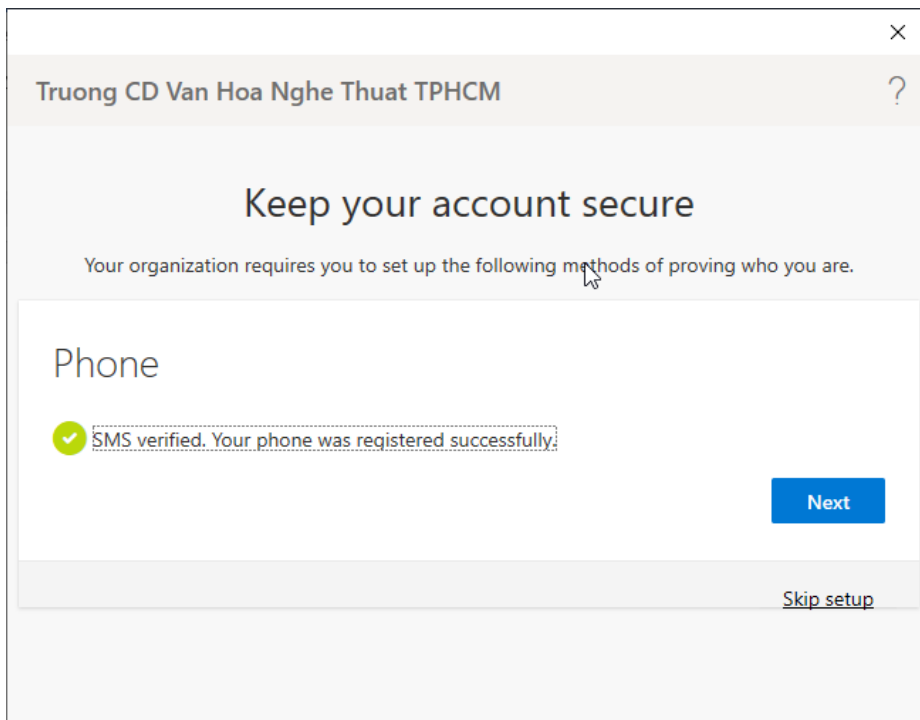 Truong CD Van Hoa Nghe Thuat TPHCM
?
Keep your account secure
Your organization requires you to set up the following methods of proving who you are.
Phone
SMS verified. Your phone was registered successfully.
Next
Skip setup